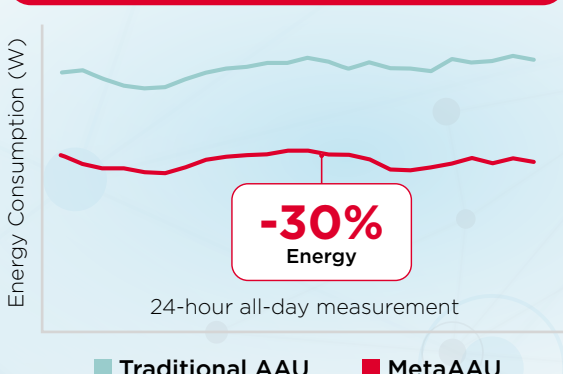 Energy Consumption (W)
-30%
Energy
24-hour all-day measurement
Traditional AAU
MetaAAU